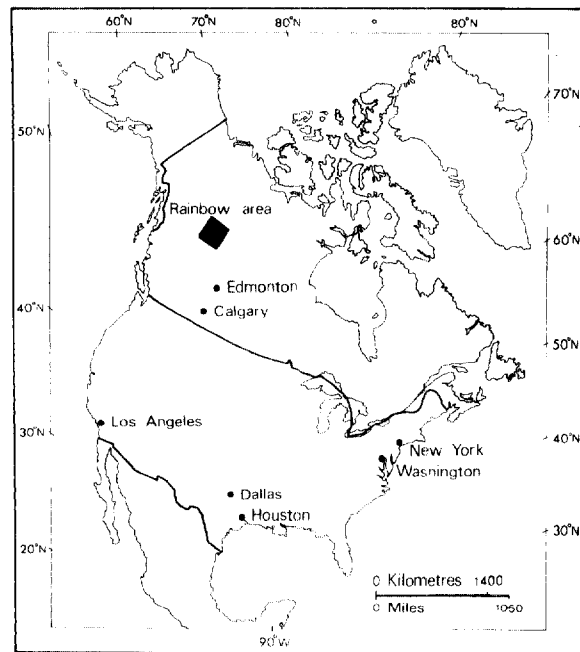 60°N 70°N 80°N 80°N
70°N
50°N
Rainbow area
60°N
Edmonton
40°N
Calgary
50°N
Los Angeles
30°N
New York
40°N
Washington
Dallas
Houston
30°N
20°N
0 Kilometres 1400
0 Miles 1050
90°W